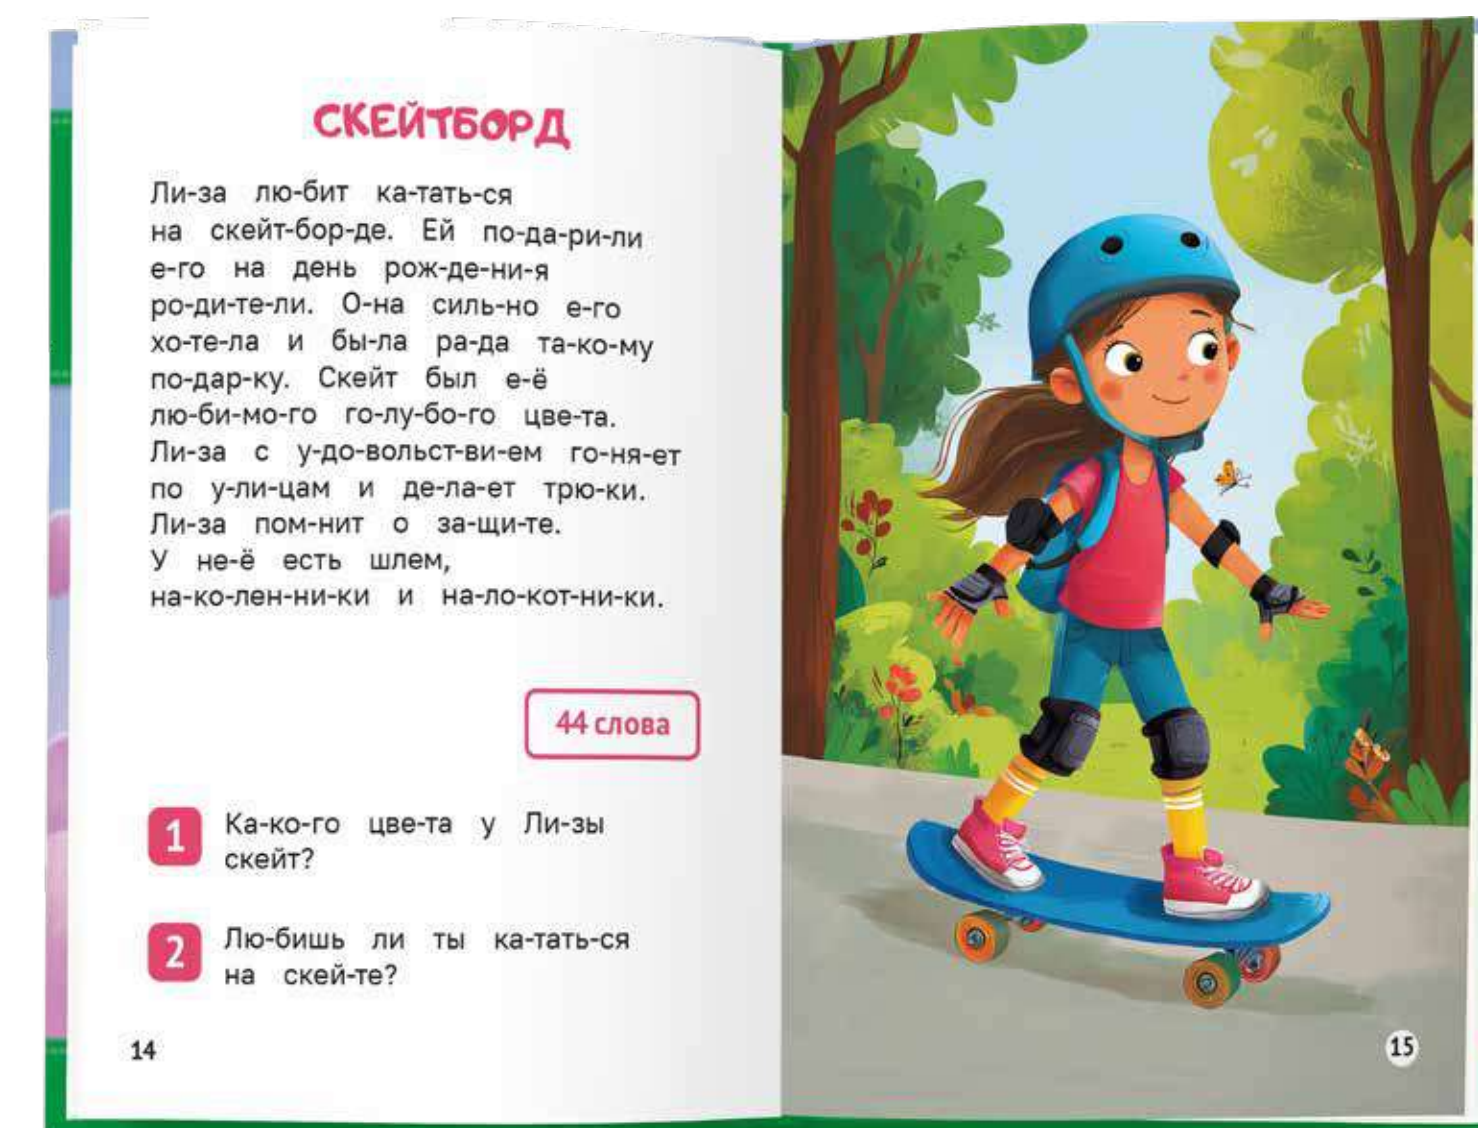 СКЕЙТБОРД
Ли-за лю-бит ка-тать-ся
на скейт-бор-де. Ей по-да-ри-ли
е-го на день рож-де-ни-я
ро-ди-те-ли. О-на силь-но е-го
хо-те-ла и бы-ла ра-да та-ко-му
по-дар-ку. Скейт был е-ё
лю-би-мо-го го-лу-бо-го цве-та.
Ли-за с у-до-вольст-ви-ем го-ня-ет
по у-ли-цам и де-ла-ет трю-ки.
Ли-за пом-нит о за-щи-те.
У не-ё есть шлем,
на-ко-лен-ни-ки и на-ло-кот-ни-ки.
44 слова
1 Ка-ко-го цве-та у Ли-зы
скейт?
2 Лю-бишь ли ты ка-тать-ся
на скей-те?
14
15